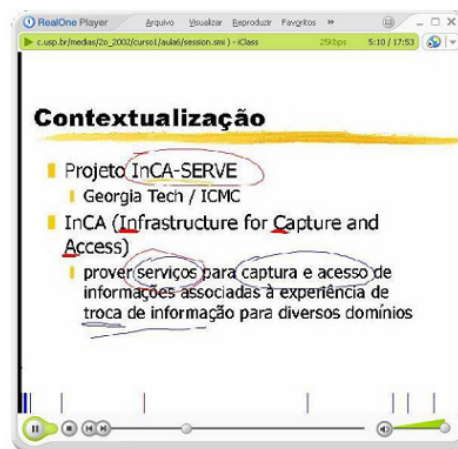 RealOne Player Arquivo Visualizar Reproduzir Favoritos »
c.usp.br/medias/2o_2002/curso1/aula6/session.smi ) - iClass 25kbps 5:10 / 17:53
Contextualização
Projeto InCA-SERVE
Georgia Tech / ICMC
InCA (Infrastructure for Capture and
Access)
prover serviços para captura e acesso de
informações associadas à experiência de
troca de informação para diversos domínios